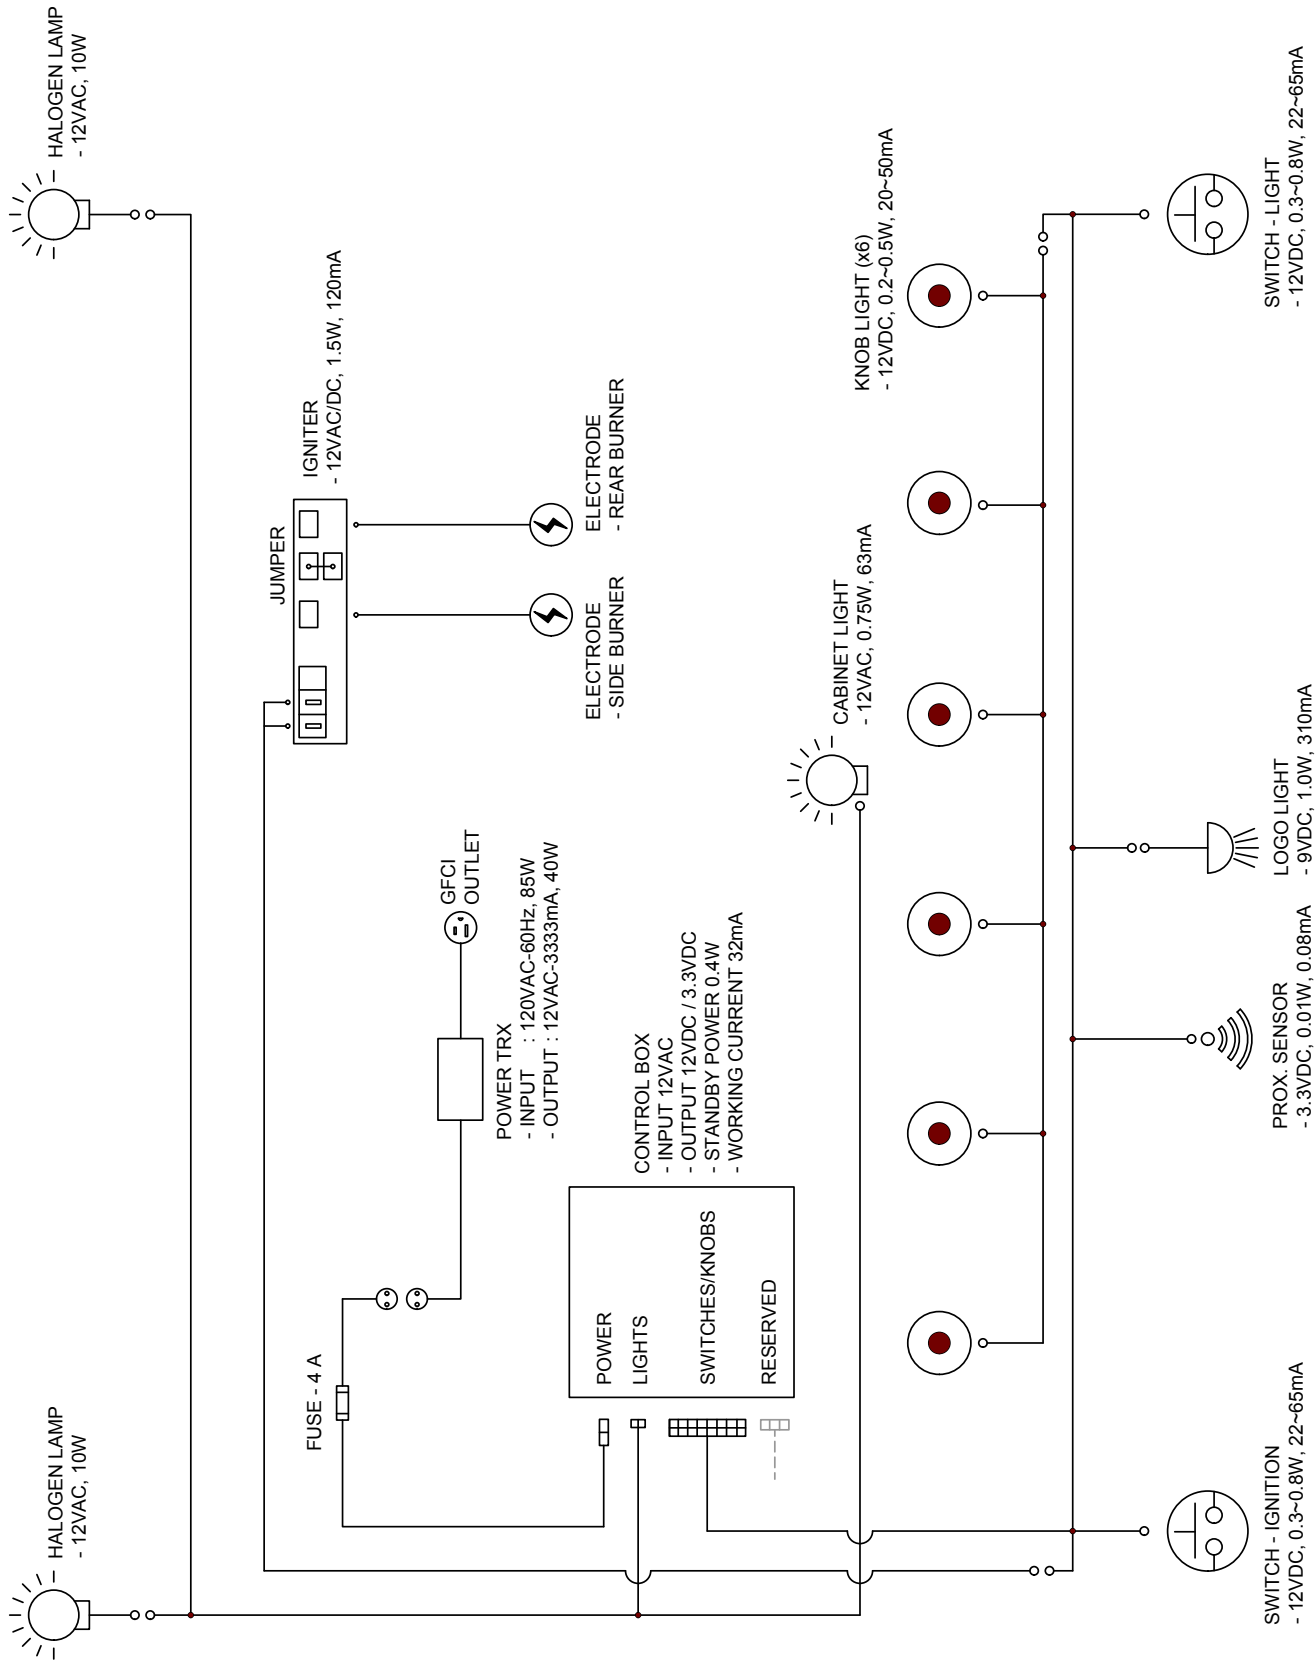 HALOGEN LAMP
- 12VAC, 10W
HALOGEN LAMP
- 12VAC, 10W
FUSE - 4 A
GFCI
OUTLET
POWER TRX
- INPUT : 120VAC-60Hz, 85W
- OUTPUT : 12VAC-3333mA, 40W
JUMPER
IGNITER
- 12VAC/DC, 1.5W, 120mA
ELECTRODE
- SIDE BURNER
ELECTRODE
- REAR BURNER
CONTROL BOX
- INPUT 12VAC
- OUTPUT 12VDC / 3.3VDC
- STANDBY POWER 0.4W
- WORKING CURRENT 32mA
POWER
LIGHTS
SWITCHES/KNOBS
RESERVED
CABINET LIGHT
- 12VAC, 0.75W, 63mA
KNOB LIGHT (x6)
- 12VDC, 0.2~0.5W, 20~50mA
SWITCH - IGNITION
- 12VDC, 0.3~0.8W, 22~65mA
PROX. SENSOR
- 3.3VDC, 0.01W, 0.08mA
LOGO LIGHT
- 9VDC, 1.0W, 310mA
SWITCH - LIGHT
- 12VDC, 0.3~0.8W, 22~65mA